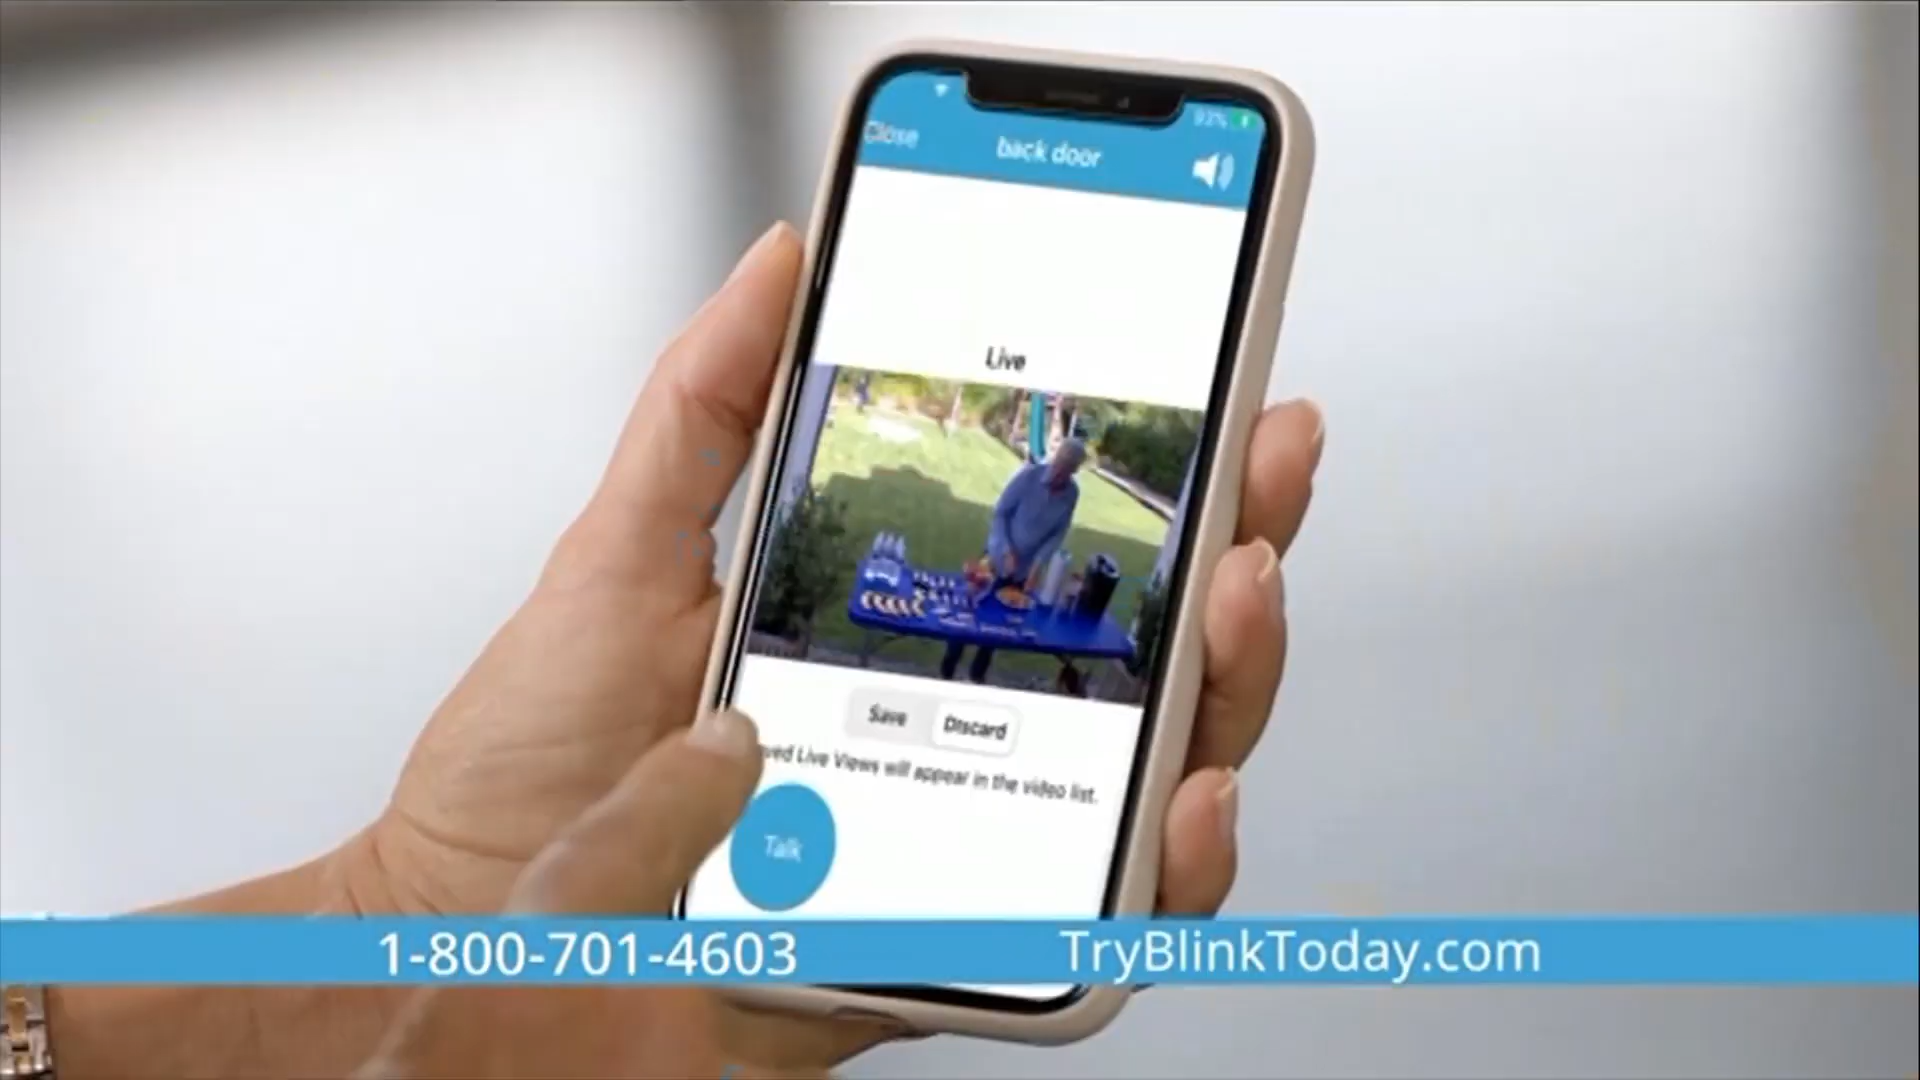 93%
Close
back door
Live
Save
Discard
ved Live Views will appear in the video list.
Talk
1-800-701-4603
TryBlinkToday.com